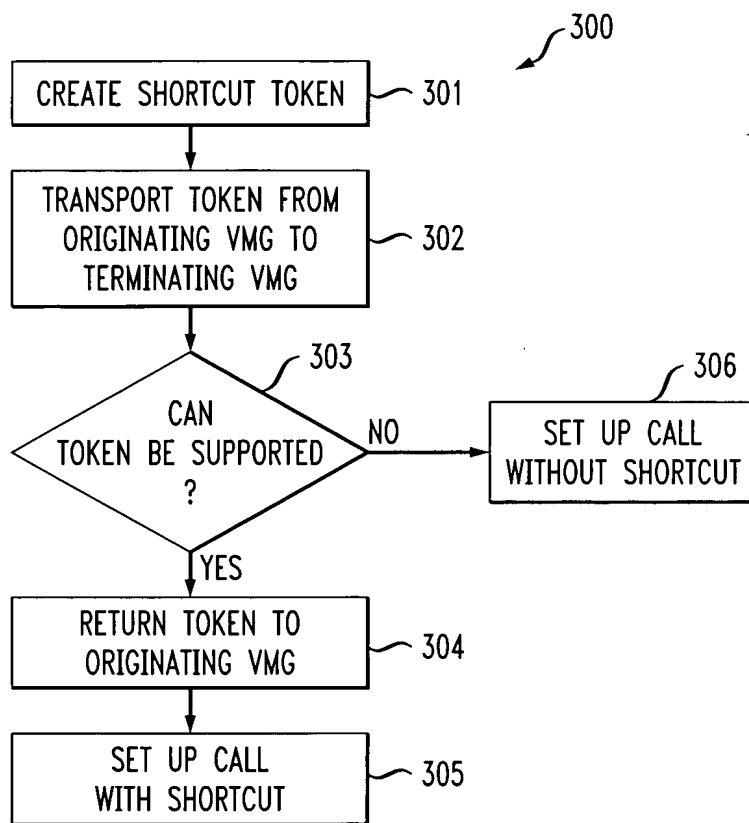 300
CREATE SHORTCUT TOKEN
301
TRANSPORT TOKEN FROM
ORIGINATING VMG TO
TERMINATING VMG
302
303
CAN
TOKEN BE SUPPORTED
?
NO
306
SET UP CALL
WITHOUT SHORTCUT
YES
RETURN TOKEN TO
ORIGINATING VMG
304
SET UP CALL
WITH SHORTCUT
305